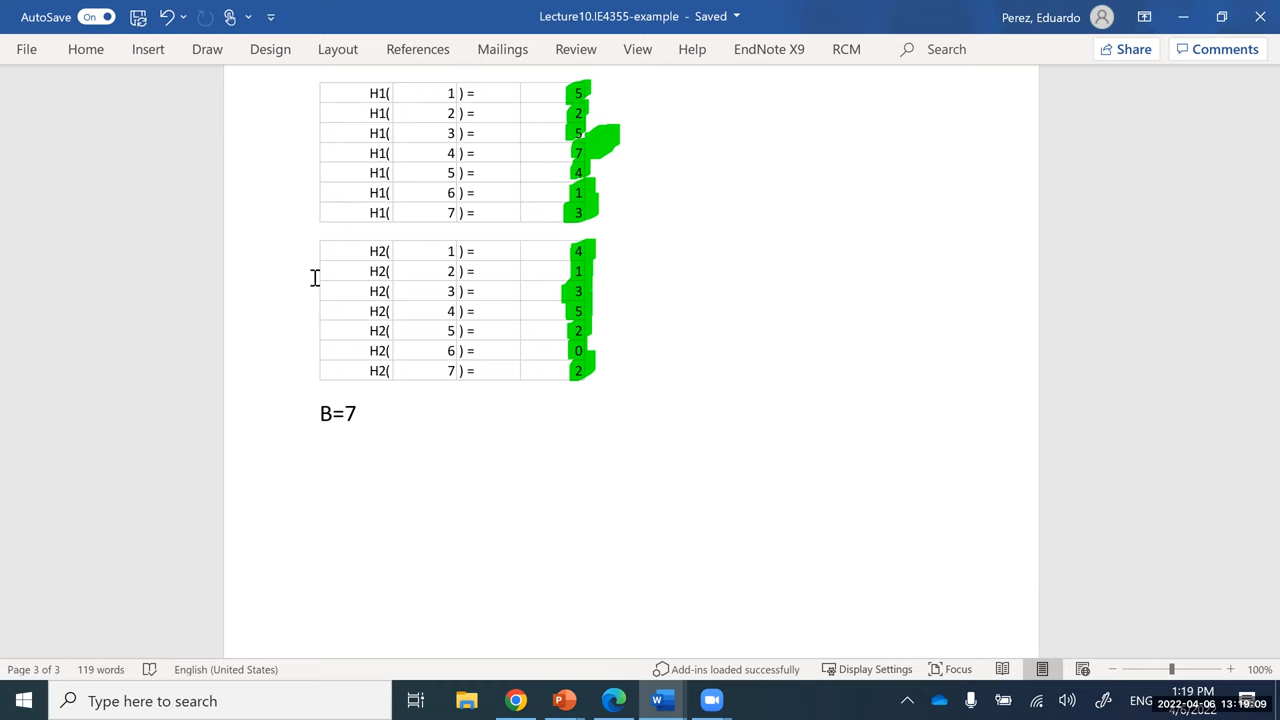 AutoSave On Lecture10.IE4355-example - Saved Perez, Eduardo
File Home Insert Draw Design Layout References Mailings Review View Help EndNote X9 RCM Search Share Comments
H1( 1 ) = 5
H1( 2 ) = 2
H1( 3 ) = 5
H1( 4 ) = 7
H1( 5 ) = 4
H1( 6 ) = 1
H1( 7 ) = 3
H2( 1 ) = 4
H2( 2 ) = 1
H2( 3 ) = 3
H2( 4 ) = 5
H2( 5 ) = 2
H2( 6 ) = 0
H2( 7 ) = 2
B=7
Page 3 of 3 119 words English (United States) Add-ins loaded successfully Display Settings Focus 100%
Type here to search ENG 1:19 PM
2022-04-06 13:19:09